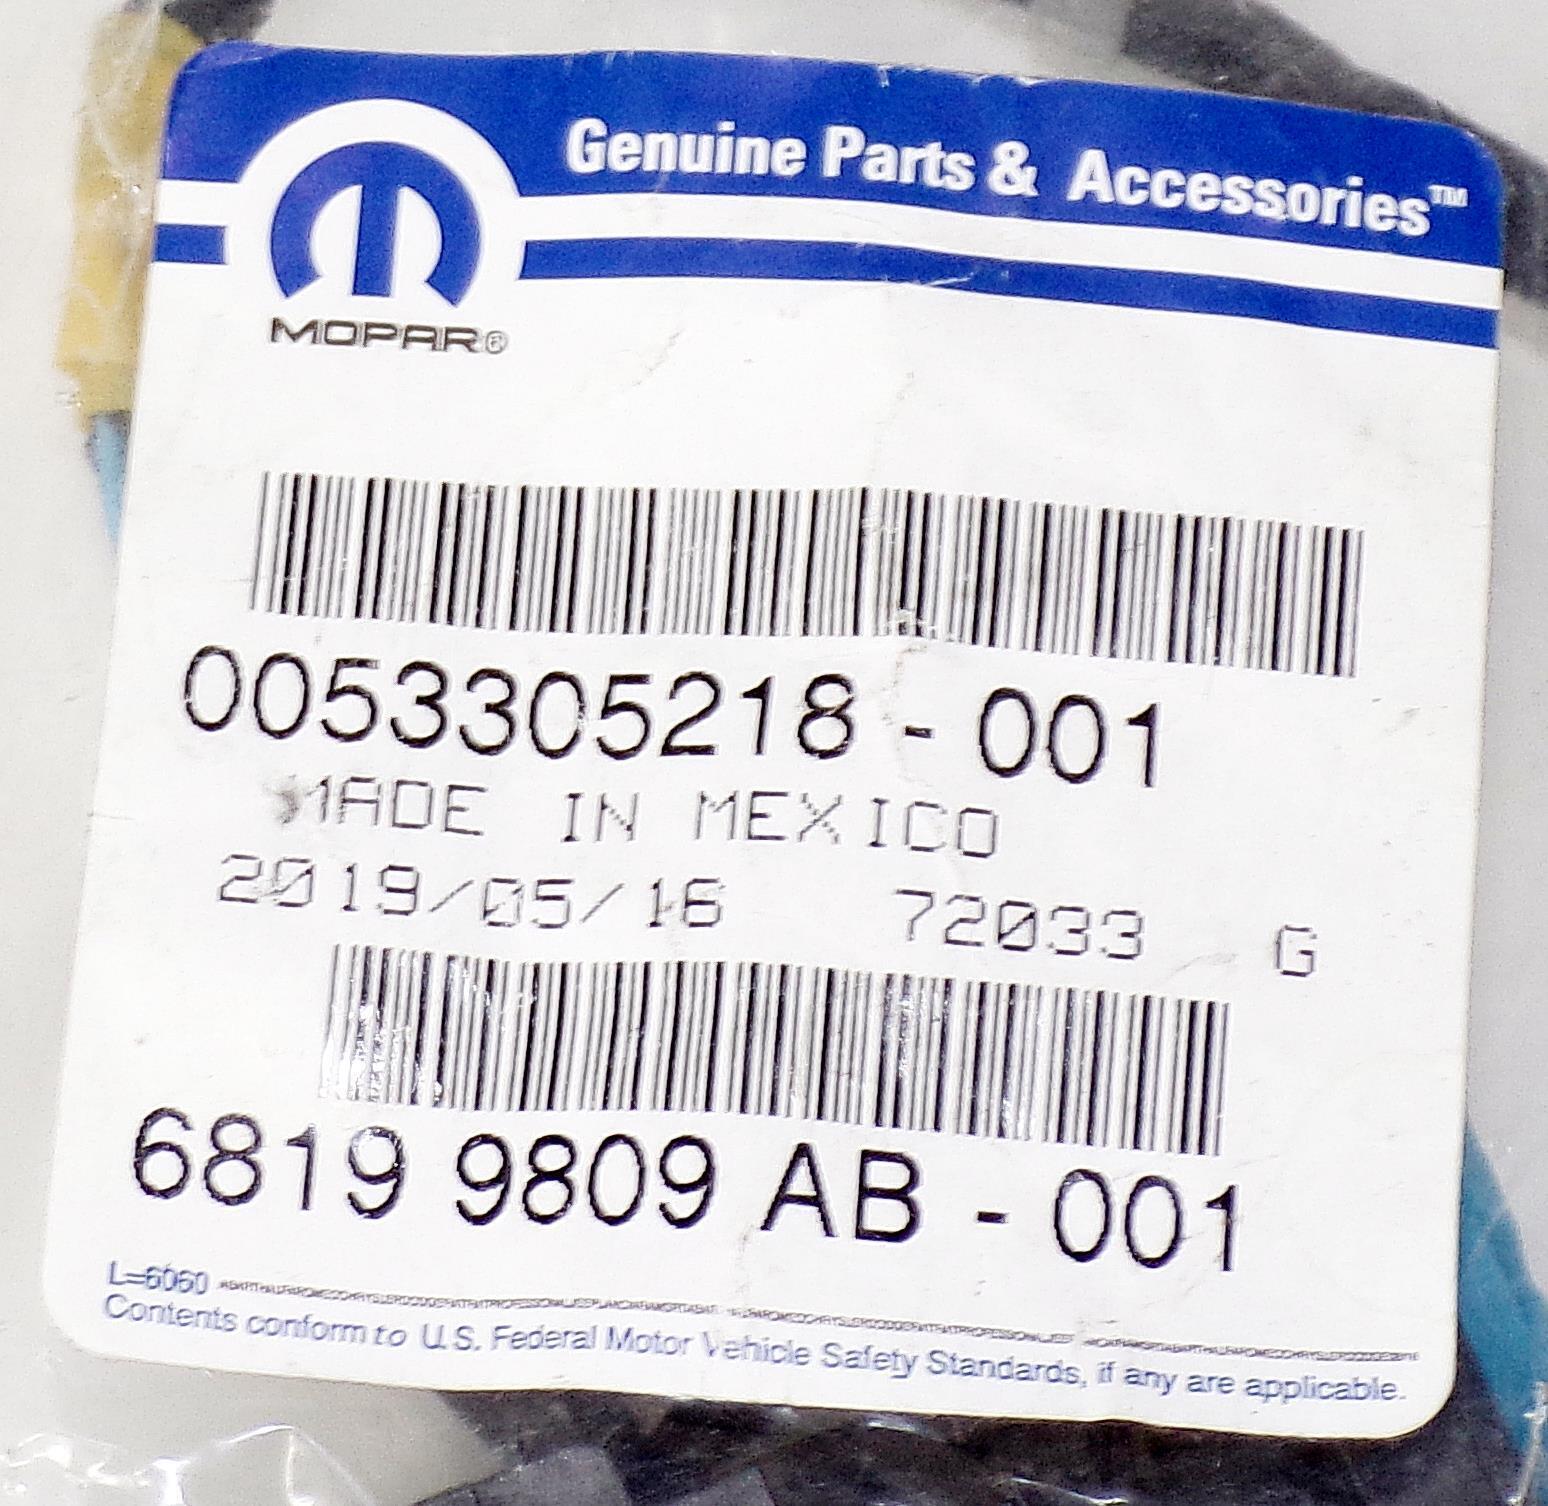 Genuine Parts & Accessories™
MOPAR®
0053305218 - 001
MADE IN MEXICO
2019/05/16 72033 G
6819 9809 AB - 001
L=6060
Contents conform to U.S. Federal Motor Vehicle Safety Standards, if any are applicable.